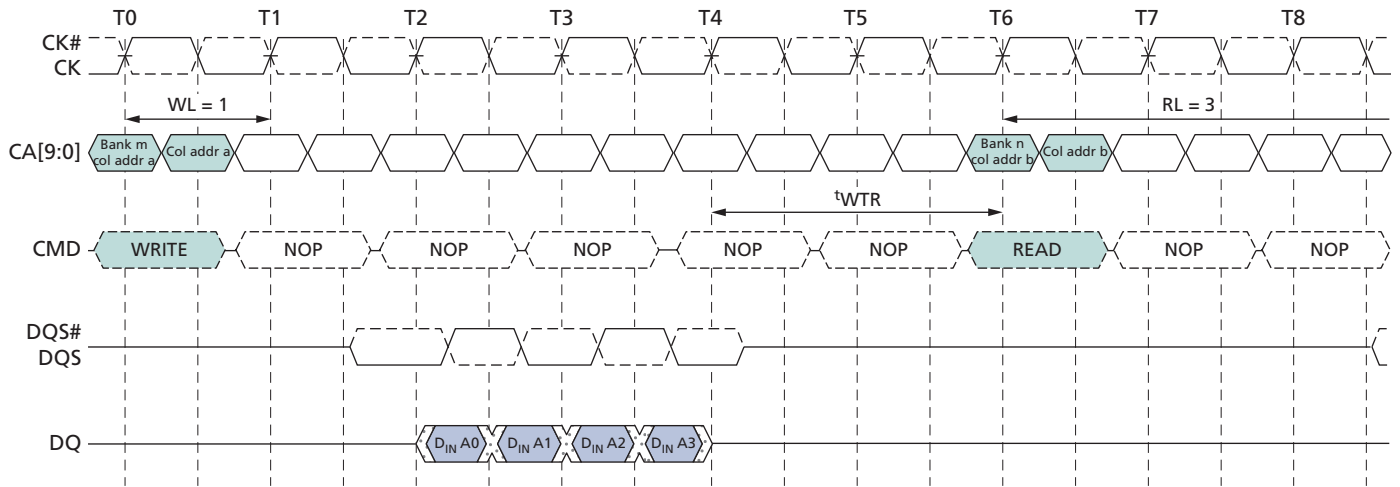 T0 T1 T2 T3 T4 T5 T6 T7 T8
CK#
CK
WL = 1 RL = 3
CA[9:0] Bank m col addr a Col addr a Bank n col addr b Col addr b
tWTR
CMD WRITE NOP NOP NOP NOP NOP READ NOP NOP
DQS#
DQS
DQ DIN A0 DIN A1 DIN A2 DIN A3